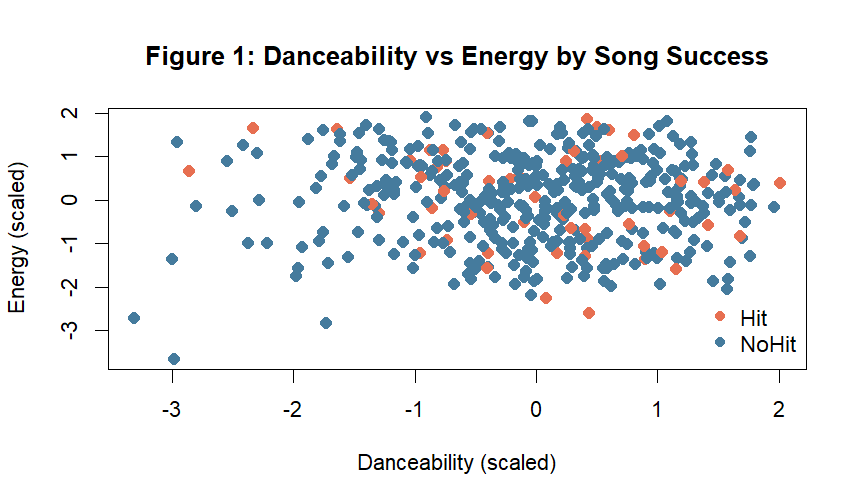 Figure 1: Danceability vs Energy by Song Success
Energy (scaled)
2
1
0
-1
-2
-3
Hit
NoHit
-3
-2
-1
0
1
2
Danceability (scaled)